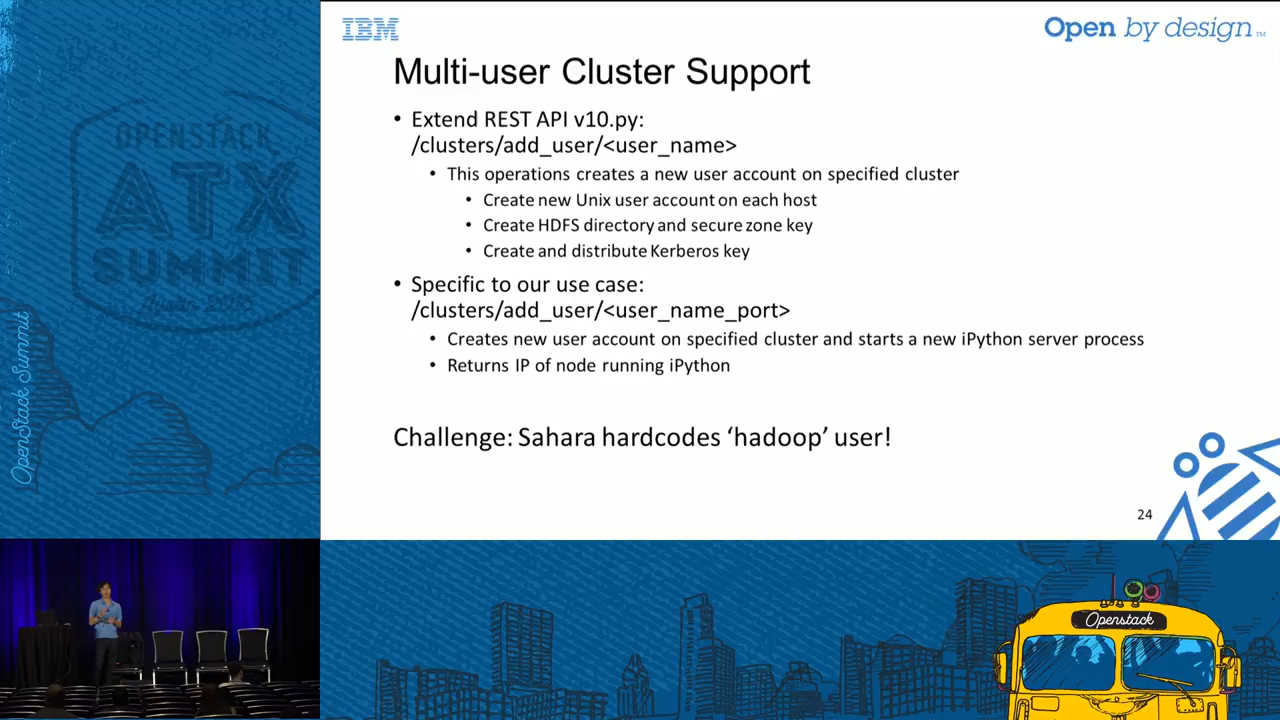 IBM
Open by design™
Multi-user Cluster Support
• Extend REST API v10.py:
/clusters/add_user/<user_name>
• This operations creates a new user account on specified cluster
• Create new Unix user account on each host
• Create HDFS directory and secure zone key
• Create and distribute Kerberos key
• Specific to our use case:
/clusters/add_user/<user_name_port>
• Creates new user account on specified cluster and starts a new iPython server process
• Returns IP of node running iPython
Challenge: Sahara hardcodes ‘hadoop’ user!
24
OPENSTACK
ATX
SUMMIT
OpenStack Summit
Openstack